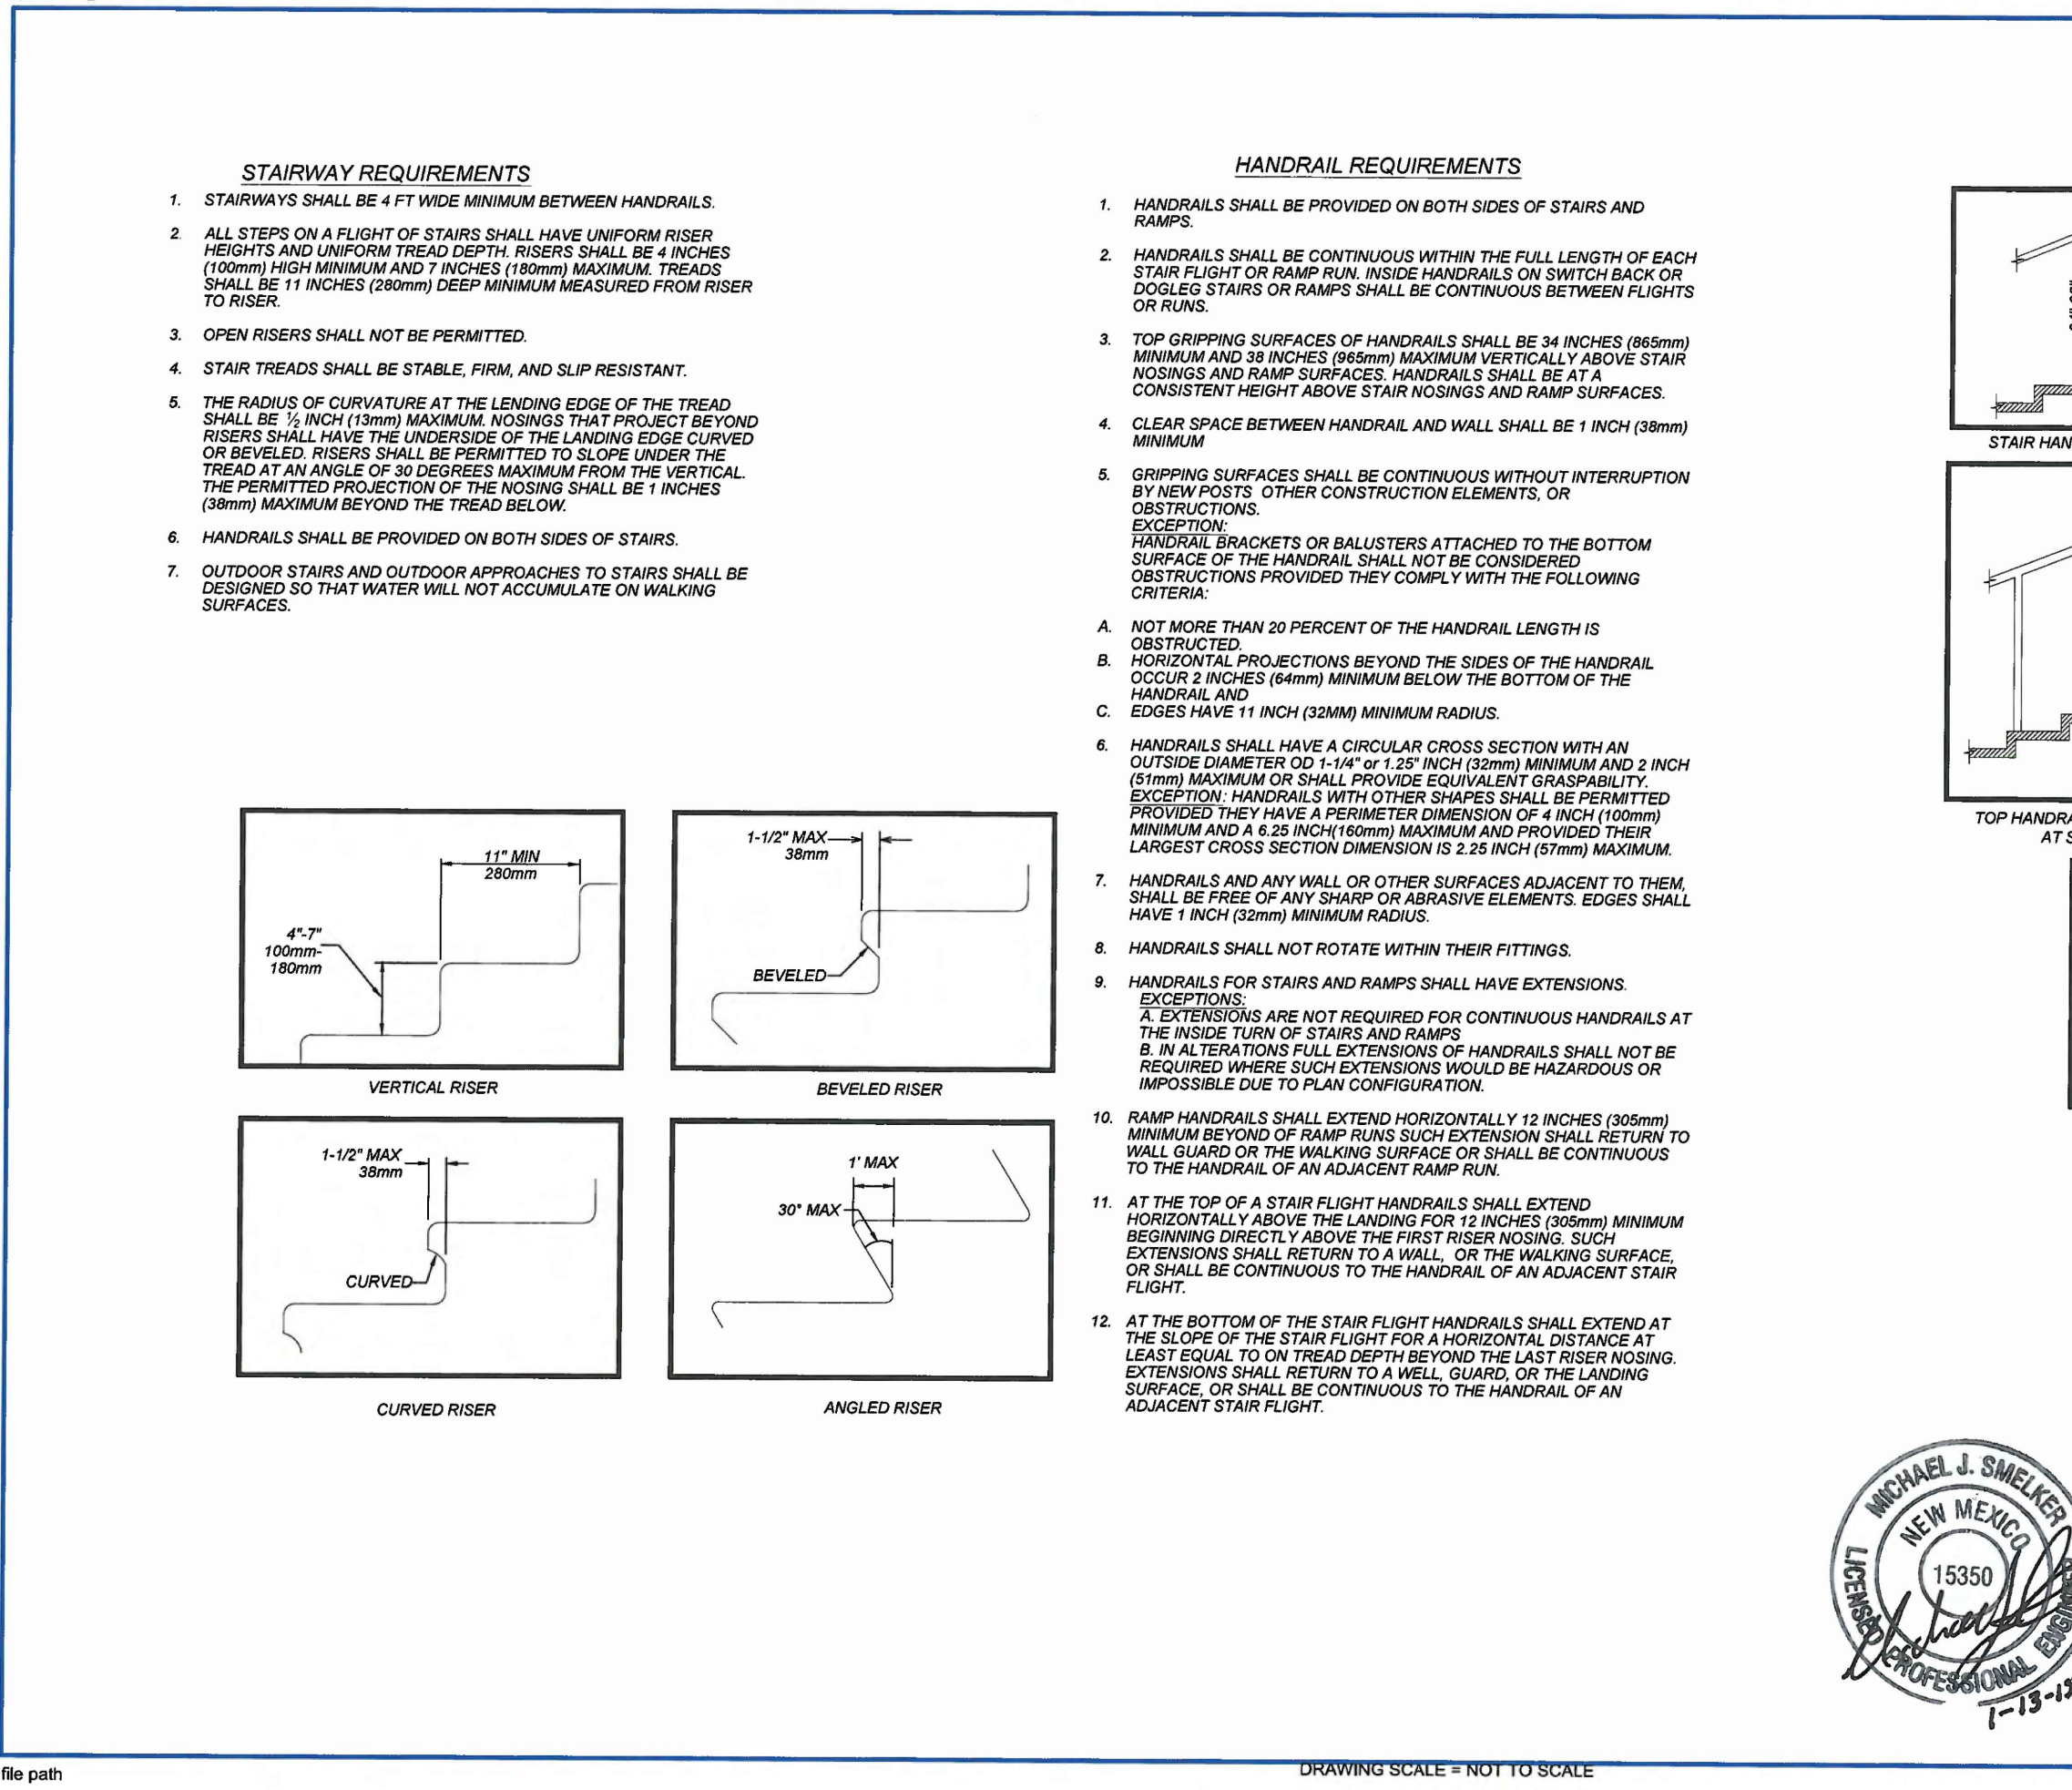 STAIRWAY REQUIREMENTS
1. STAIRWAYS SHALL BE 4 FT WIDE MINIMUM BETWEEN HANDRAILS.
2. ALL STEPS ON A FLIGHT OF STAIRS SHALL HAVE UNIFORM RISER
HEIGHTS AND UNIFORM TREAD DEPTH. RISERS SHALL BE 4 INCHES
(100mm) HIGH MINIMUM AND 7 INCHES (180mm) MAXIMUM. TREADS
SHALL BE 11 INCHES (280mm) DEEP MINIMUM MEASURED FROM RISER
TO RISER.
3. OPEN RISERS SHALL NOT BE PERMITTED.
4. STAIR TREADS SHALL BE STABLE, FIRM, AND SLIP RESISTANT.
5. THE RADIUS OF CURVATURE AT THE LENDING EDGE OF THE TREAD
SHALL BE ½ INCH (13mm) MAXIMUM. NOSINGS THAT PROJECT BEYOND
RISERS SHALL HAVE THE UNDERSIDE OF THE LANDING EDGE CURVED
OR BEVELED. RISERS SHALL BE PERMITTED TO SLOPE UNDER THE
TREAD AT AN ANGLE OF 30 DEGREES MAXIMUM FROM THE VERTICAL.
THE PERMITTED PROJECTION OF THE NOSING SHALL BE 1 INCHES
(38mm) MAXIMUM BEYOND THE TREAD BELOW.
6. HANDRAILS SHALL BE PROVIDED ON BOTH SIDES OF STAIRS.
7. OUTDOOR STAIRS AND OUTDOOR APPROACHES TO STAIRS SHALL BE
DESIGNED SO THAT WATER WILL NOT ACCUMULATE ON WALKING
SURFACES.
11" MIN
280mm
4"-7"
100mm-
180mm
VERTICAL RISER
1-1/2" MAX
38mm
BEVELED
BEVELED RISER
1-1/2" MAX
38mm
CURVED
CURVED RISER
1' MAX
30° MAX
ANGLED RISER
HANDRAIL REQUIREMENTS
1. HANDRAILS SHALL BE PROVIDED ON BOTH SIDES OF STAIRS AND
RAMPS.
2. HANDRAILS SHALL BE CONTINUOUS WITHIN THE FULL LENGTH OF EACH
STAIR FLIGHT OR RAMP RUN. INSIDE HANDRAILS ON SWITCH BACK OR
DOGLEG STAIRS OR RAMPS SHALL BE CONTINUOUS BETWEEN FLIGHTS
OR RUNS.
3. TOP GRIPPING SURFACES OF HANDRAILS SHALL BE 34 INCHES (865mm)
MINIMUM AND 38 INCHES (965mm) MAXIMUM VERTICALLY ABOVE STAIR
NOSINGS AND RAMP SURFACES. HANDRAILS SHALL BE AT A
CONSISTENT HEIGHT ABOVE STAIR NOSINGS AND RAMP SURFACES.
4. CLEAR SPACE BETWEEN HANDRAIL AND WALL SHALL BE 1 INCH (38mm)
MINIMUM
5. GRIPPING SURFACES SHALL BE CONTINUOUS WITHOUT INTERRUPTION
BY NEW POSTS OTHER CONSTRUCTION ELEMENTS, OR
OBSTRUCTIONS.
EXCEPTION:
HANDRAIL BRACKETS OR BALUSTERS ATTACHED TO THE BOTTOM
SURFACE OF THE HANDRAIL SHALL NOT BE CONSIDERED
OBSTRUCTIONS PROVIDED THEY COMPLY WITH THE FOLLOWING
CRITERIA:
A. NOT MORE THAN 20 PERCENT OF THE HANDRAIL LENGTH IS
OBSTRUCTED.
B. HORIZONTAL PROJECTIONS BEYOND THE SIDES OF THE HANDRAIL
OCCUR 2 INCHES (64mm) MINIMUM BELOW THE BOTTOM OF THE
HANDRAIL AND
C. EDGES HAVE 11 INCH (32MM) MINIMUM RADIUS.
6. HANDRAILS SHALL HAVE A CIRCULAR CROSS SECTION WITH AN
OUTSIDE DIAMETER OD 1-1/4" or 1.25" INCH (32mm) MINIMUM AND 2 INCH
(51mm) MAXIMUM OR SHALL PROVIDE EQUIVALENT GRASPABILITY.
EXCEPTION: HANDRAILS WITH OTHER SHAPES SHALL BE PERMITTED
PROVIDED THEY HAVE A PERIMETER DIMENSION OF 4 INCH (100mm)
MINIMUM AND A 6.25 INCH(160mm) MAXIMUM AND PROVIDED THEIR
LARGEST CROSS SECTION DIMENSION IS 2.25 INCH (57mm) MAXIMUM.
7. HANDRAILS AND ANY WALL OR OTHER SURFACES ADJACENT TO THEM,
SHALL BE FREE OF ANY SHARP OR ABRASIVE ELEMENTS. EDGES SHALL
HAVE 1 INCH (32mm) MINIMUM RADIUS.
8. HANDRAILS SHALL NOT ROTATE WITHIN THEIR FITTINGS.
9. HANDRAILS FOR STAIRS AND RAMPS SHALL HAVE EXTENSIONS.
EXCEPTIONS:
A. EXTENSIONS ARE NOT REQUIRED FOR CONTINUOUS HANDRAILS AT
THE INSIDE TURN OF STAIRS AND RAMPS
B. IN ALTERATIONS FULL EXTENSIONS OF HANDRAILS SHALL NOT BE
REQUIRED WHERE SUCH EXTENSIONS WOULD BE HAZARDOUS OR
IMPOSSIBLE DUE TO PLAN CONFIGURATION.
10. RAMP HANDRAILS SHALL EXTEND HORIZONTALLY 12 INCHES (305mm)
MINIMUM BEYOND OF RAMP RUNS SUCH EXTENSION SHALL RETURN TO
WALL GUARD OR THE WALKING SURFACE OR SHALL BE CONTINUOUS
TO THE HANDRAIL OF AN ADJACENT RAMP RUN.
11. AT THE TOP OF A STAIR FLIGHT HANDRAILS SHALL EXTEND
HORIZONTALLY ABOVE THE LANDING FOR 12 INCHES (305mm) MINIMUM
BEGINNING DIRECTLY ABOVE THE FIRST RISER NOSING. SUCH
EXTENSIONS SHALL RETURN TO A WALL, OR THE WALKING SURFACE,
OR SHALL BE CONTINUOUS TO THE HANDRAIL OF AN ADJACENT STAIR
FLIGHT.
12. AT THE BOTTOM OF THE STAIR FLIGHT HANDRAILS SHALL EXTEND AT
THE SLOPE OF THE STAIR FLIGHT FOR A HORIZONTAL DISTANCE AT
LEAST EQUAL TO ON TREAD DEPTH BEYOND THE LAST RISER NOSING.
EXTENSIONS SHALL RETURN TO A WELL, GUARD, OR THE LANDING
SURFACE, OR SHALL BE CONTINUOUS TO THE HANDRAIL OF AN
ADJACENT STAIR FLIGHT.
STAIR HAN
TOP HANDRA
AT S
MICHAEL J. SMELKER
NEW MEXICO
15350
LICENSED PROFESSIONAL ENGINEER
1-13-
file path
DRAWING SCALE = NOT TO SCALE